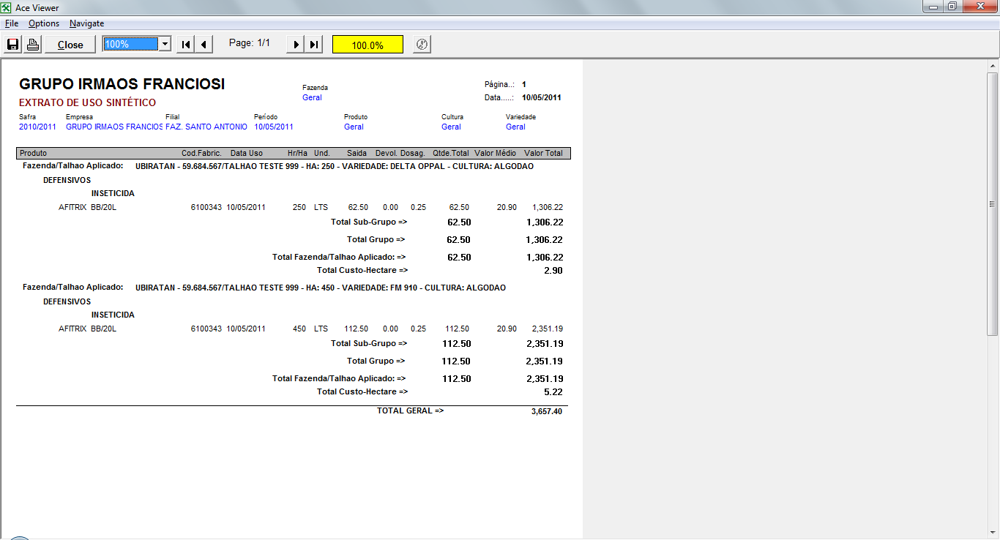 Ace Viewer
File Options Navigate
Close 100% Page: 1/1 100.0%
GRUPO IRMAOS FRANCIOSI
EXTRATO DE USO SINTÉTICO
Fazenda
Geral
Página..: 1
Data.....: 10/05/2011
Safra Empresa Filial Período Produto Cultura Variedade
2010/2011 GRUPO IRMAOS FRANCIOS FAZ. SANTO ANTONIO 10/05/2011 Geral Geral Geral
Produto Cod.Fabric. Data Uso Hr/Ha Und. Saida Devol. Dosag. Qtde.Total Valor Médio Valor Total
Fazenda/Talhao Aplicado: UBIRATAN - 59.684.567/TALHAO TESTE 999 - HA: 250 - VARIEDADE: DELTA OPPAL - CULTURA: ALGODAO
DEFENSIVOS
INSETICIDA
AFITRIX BB/20L 6100343 10/05/2011 250 LTS 62.50 0.00 0.25 62.50 20.90 1,306.22
Total Sub-Grupo => 62.50 1,306.22
Total Grupo => 62.50 1,306.22
Total Fazenda/Talhao Aplicado: => 62.50 1,306.22
Total Custo-Hectare => 2.90
Fazenda/Talhao Aplicado: UBIRATAN - 59.684.567/TALHAO TESTE 999 - HA: 450 - VARIEDADE: FM 910 - CULTURA: ALGODAO
DEFENSIVOS
INSETICIDA
AFITRIX BB/20L 6100343 10/05/2011 450 LTS 112.50 0.00 0.25 112.50 20.90 2,351.19
Total Sub-Grupo => 112.50 2,351.19
Total Grupo => 112.50 2,351.19
Total Fazenda/Talhao Aplicado: => 112.50 2,351.19
Total Custo-Hectare => 5.22
TOTAL GERAL => 3,657.40